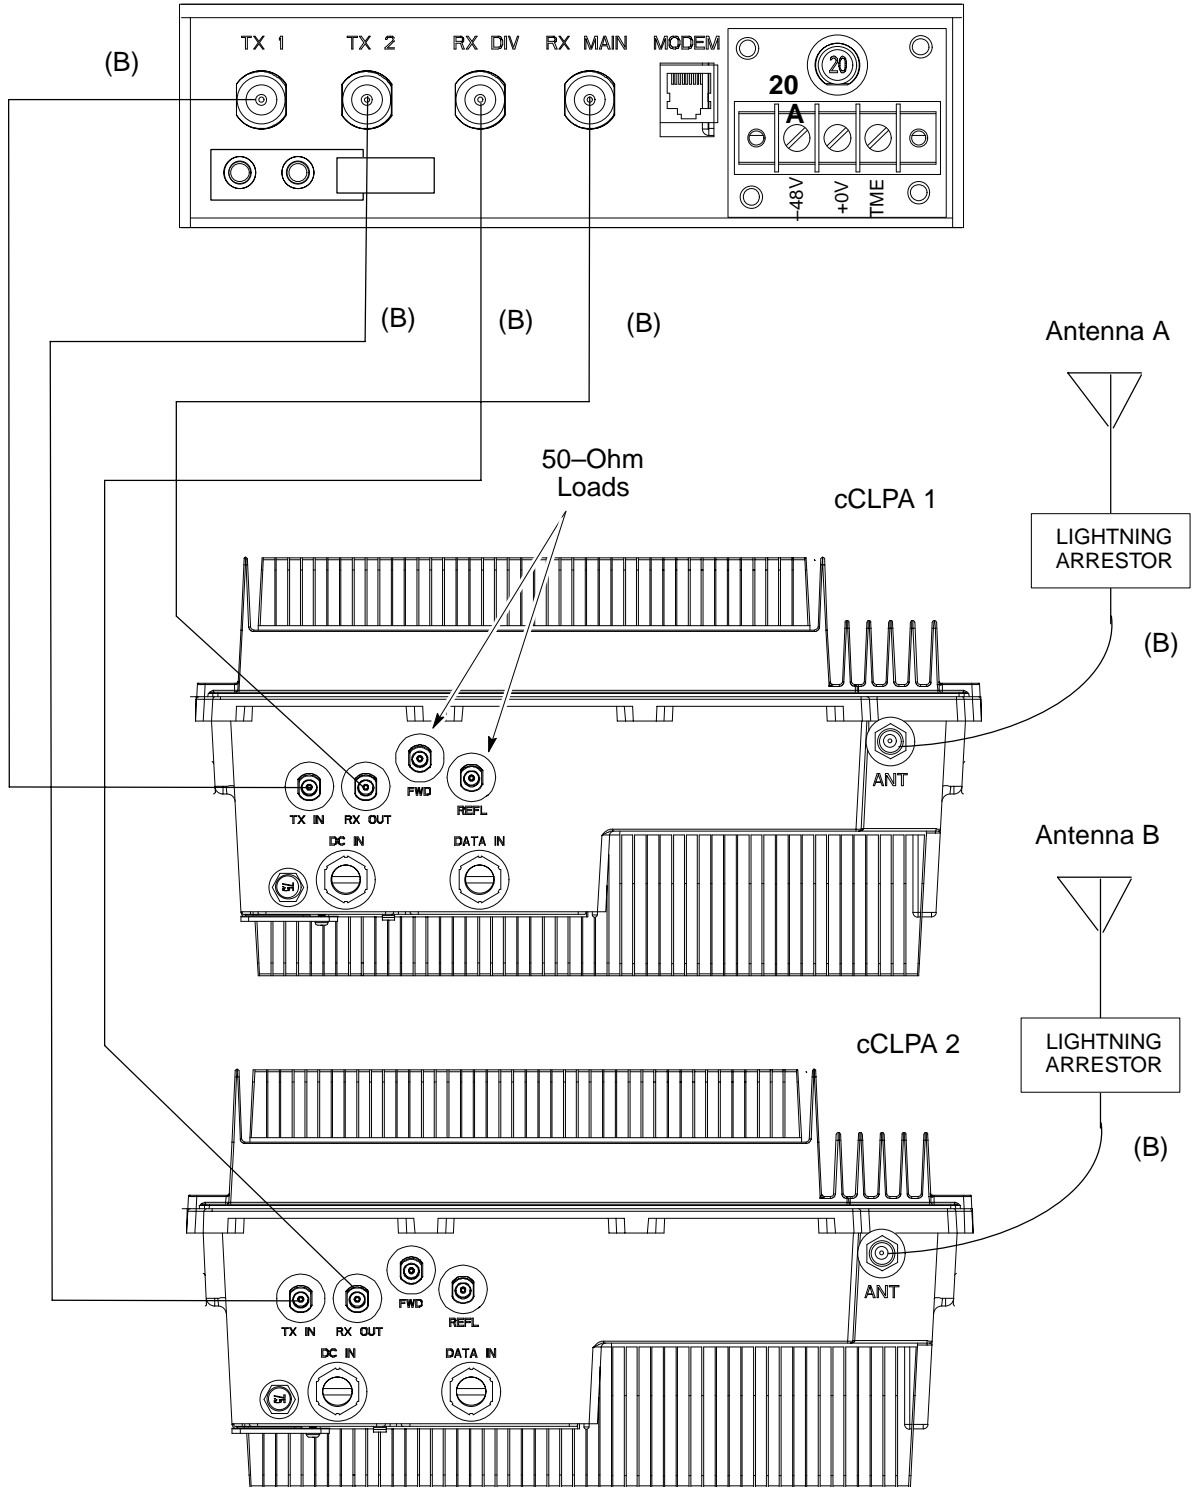 TX 1 TX 2 RX DIV RX MAIN MODEM
(B)
20
20
A
–48V
+0V
TME
(B) (B) (B)
Antenna A
50–Ohm
Loads
cCLPA 1
LIGHTNING
ARRESTOR
(B)
ANT
FWD
REFL
TX IN RX OUT
DC IN DATA IN
Antenna B
cCLPA 2
LIGHTNING
ARRESTOR
(B)
ANT
FWD
REFL
TX IN RX OUT
DC IN DATA IN